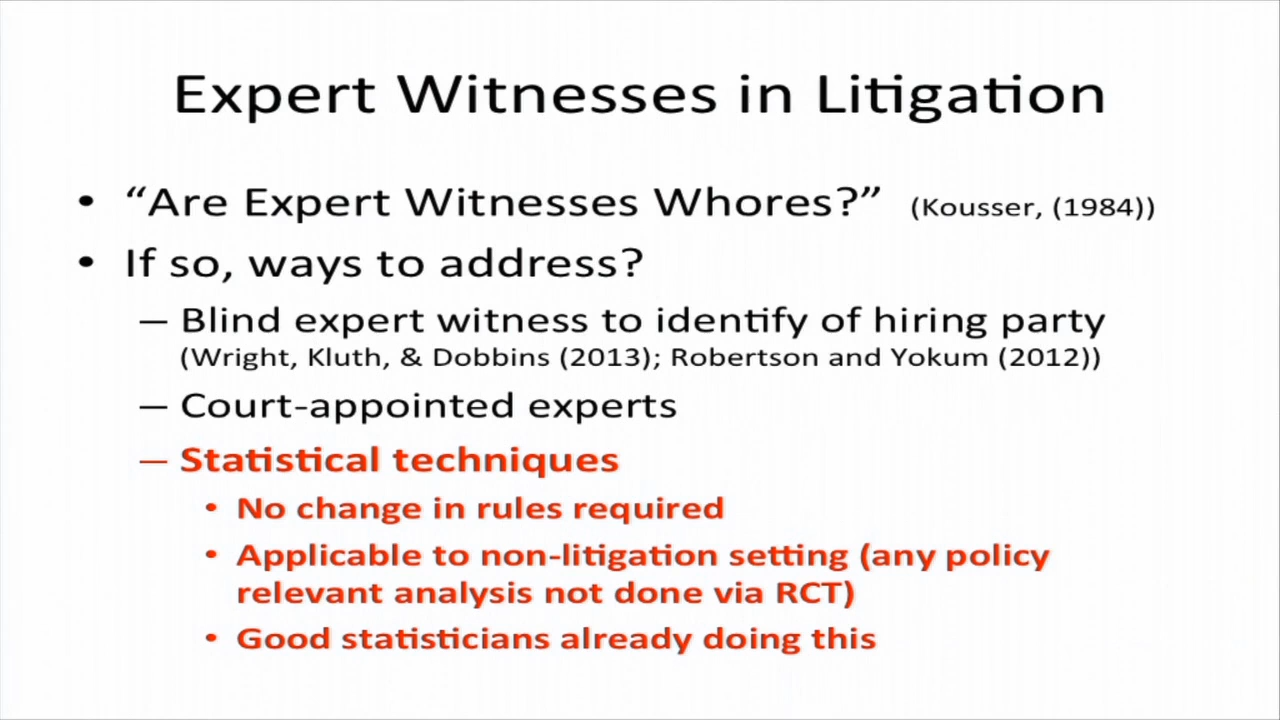 Expert Witnesses in Litigation
• “Are Expert Witnesses Whores?” (Kousser, (1984))
• If so, ways to address?
– Blind expert witness to identify of hiring party
(Wright, Kluth, & Dobbins (2013); Robertson and Yokum (2012))
– Court-appointed experts
– Statistical techniques
• No change in rules required
• Applicable to non-litigation setting (any policy
relevant analysis not done via RCT)
• Good statisticians already doing this